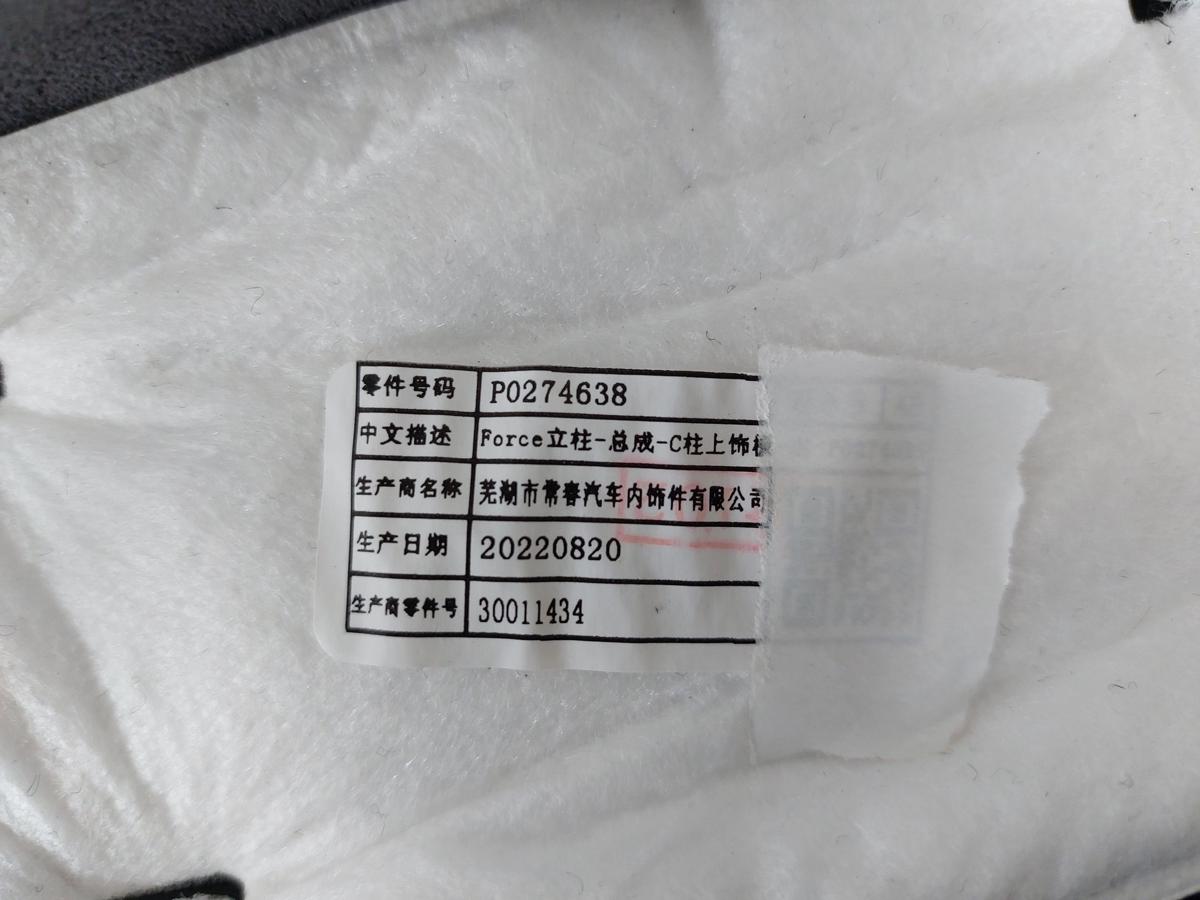 零件号码 P0274638
中文描述 Force立柱-总成-C柱上饰
生产商名称 芜湖市常春汽车内饰件有限公司
生产日期 20220820
生产商零件号 30011434